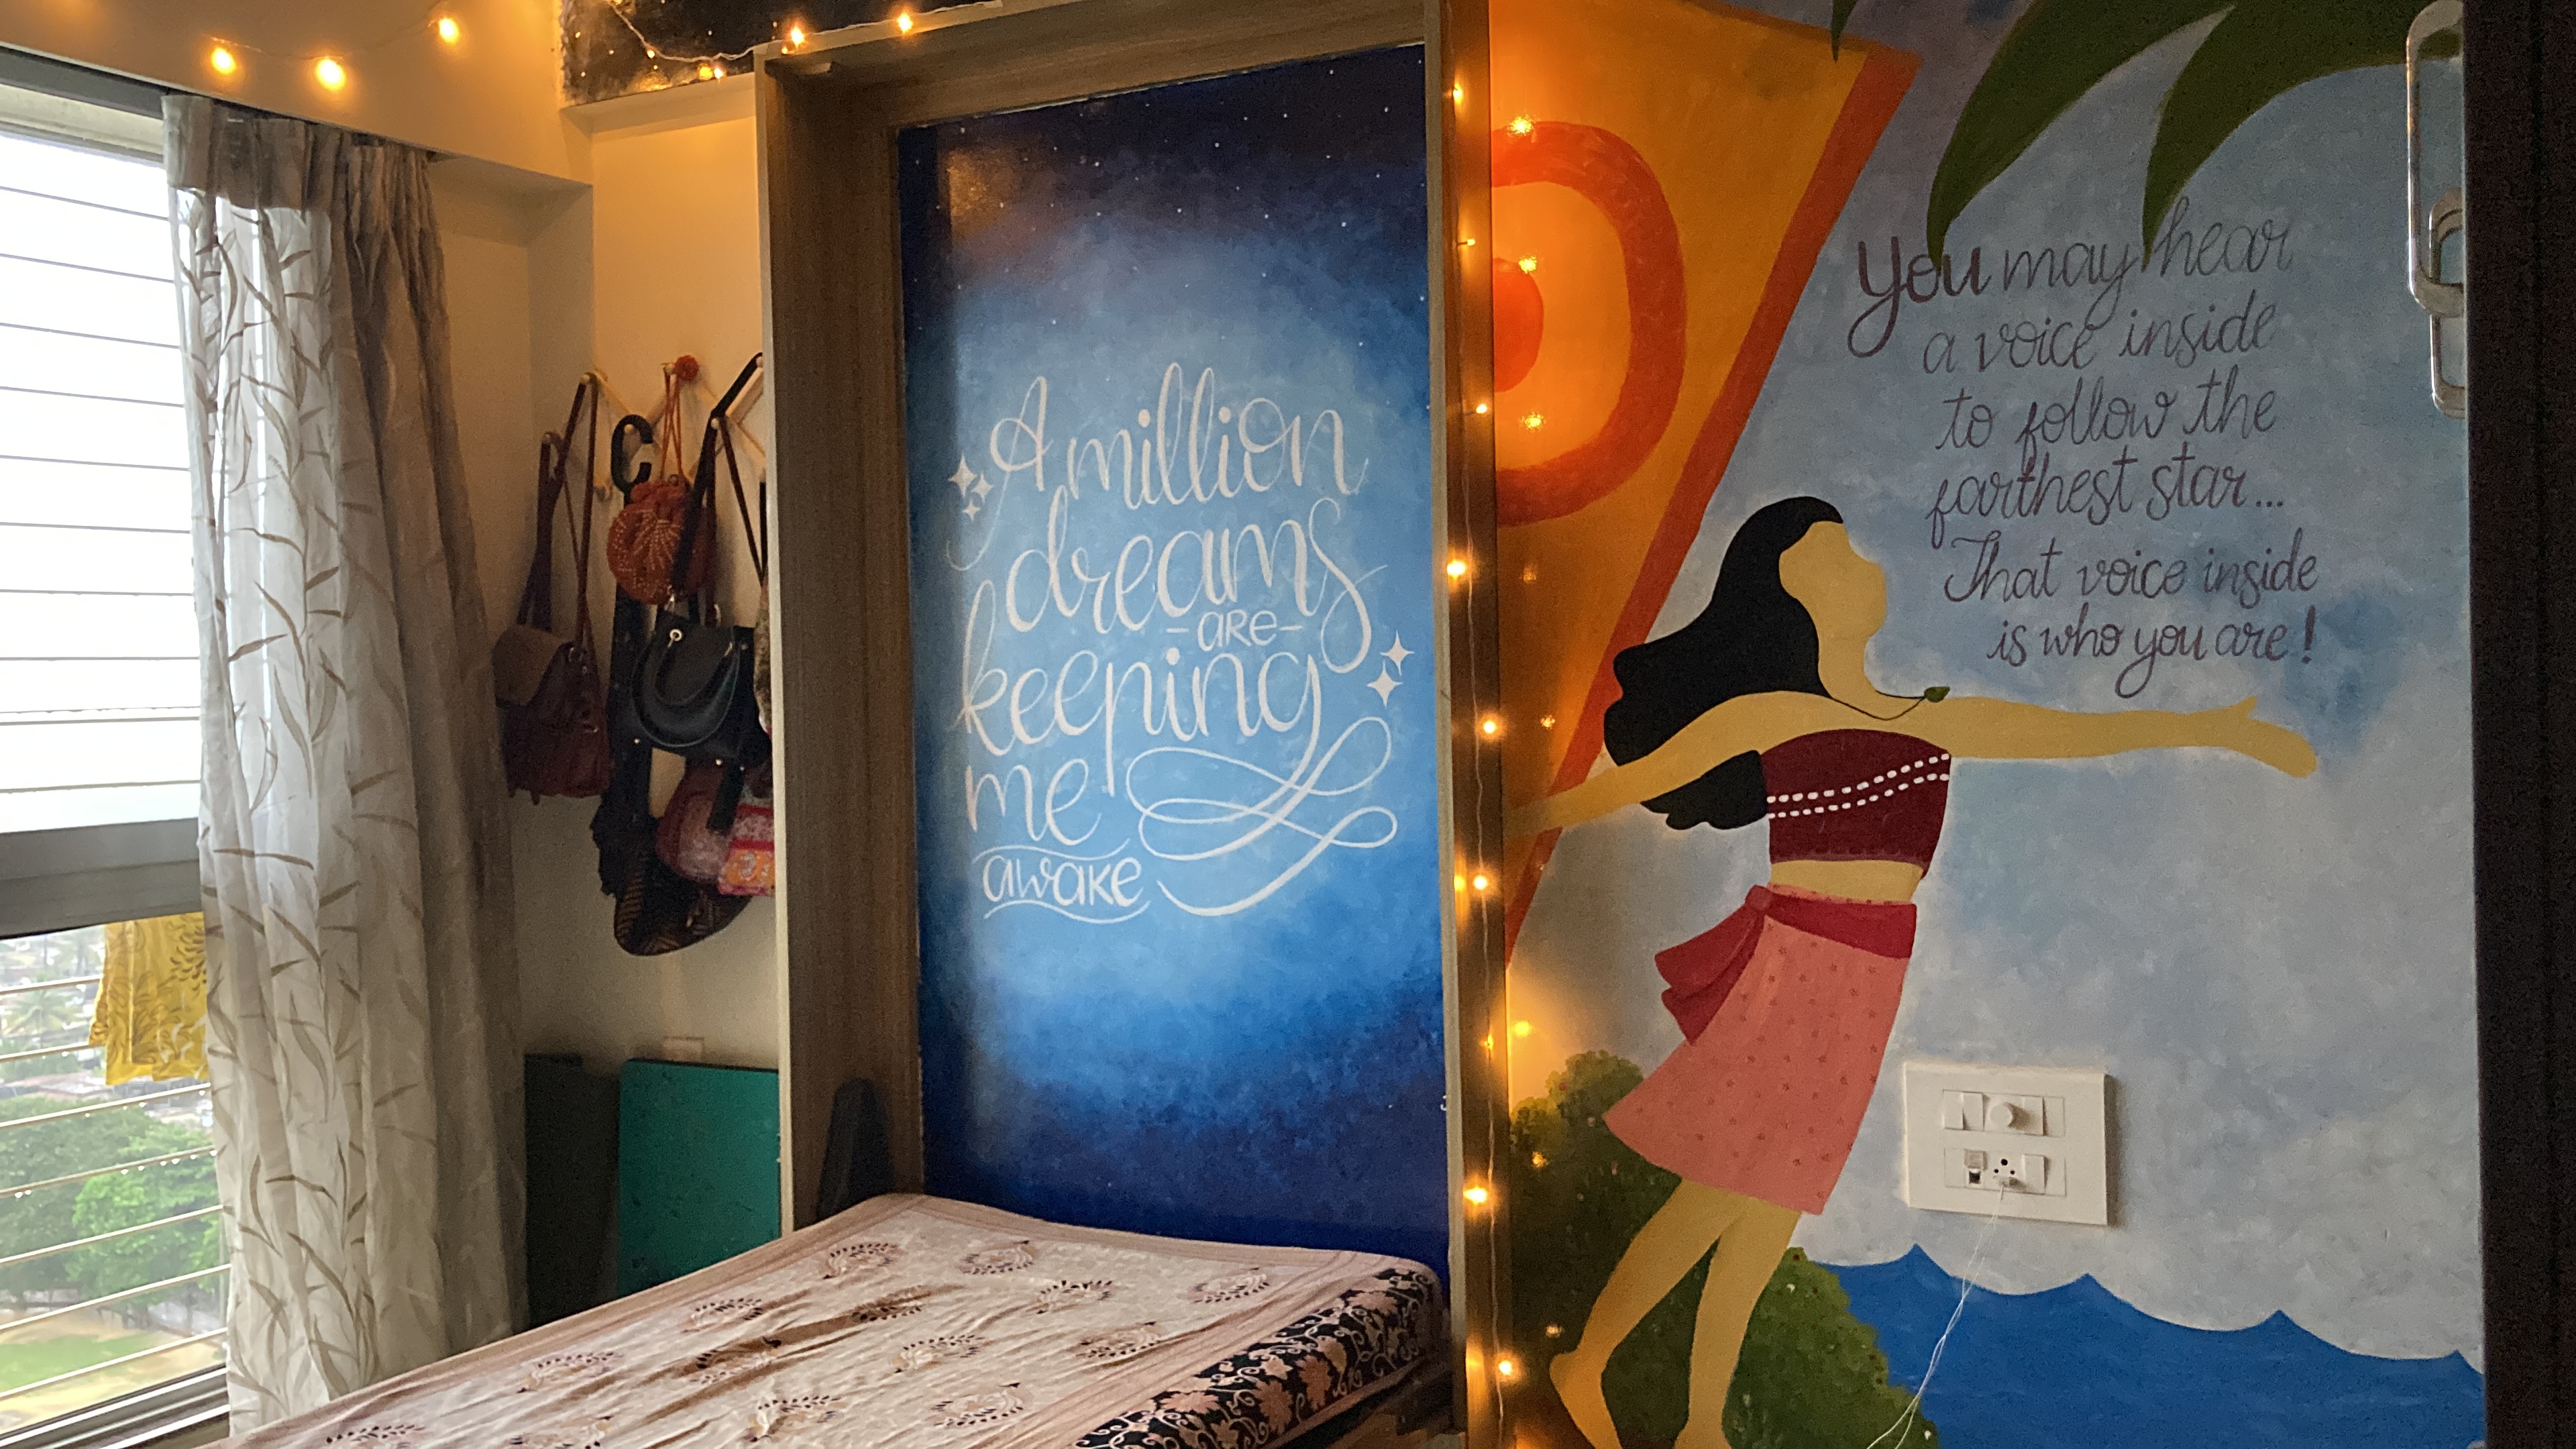 A million
dreams
-are-
keeping
me
awake
You may hear
a voice inside
to follow the
farthest star...
That voice inside
is who you are!